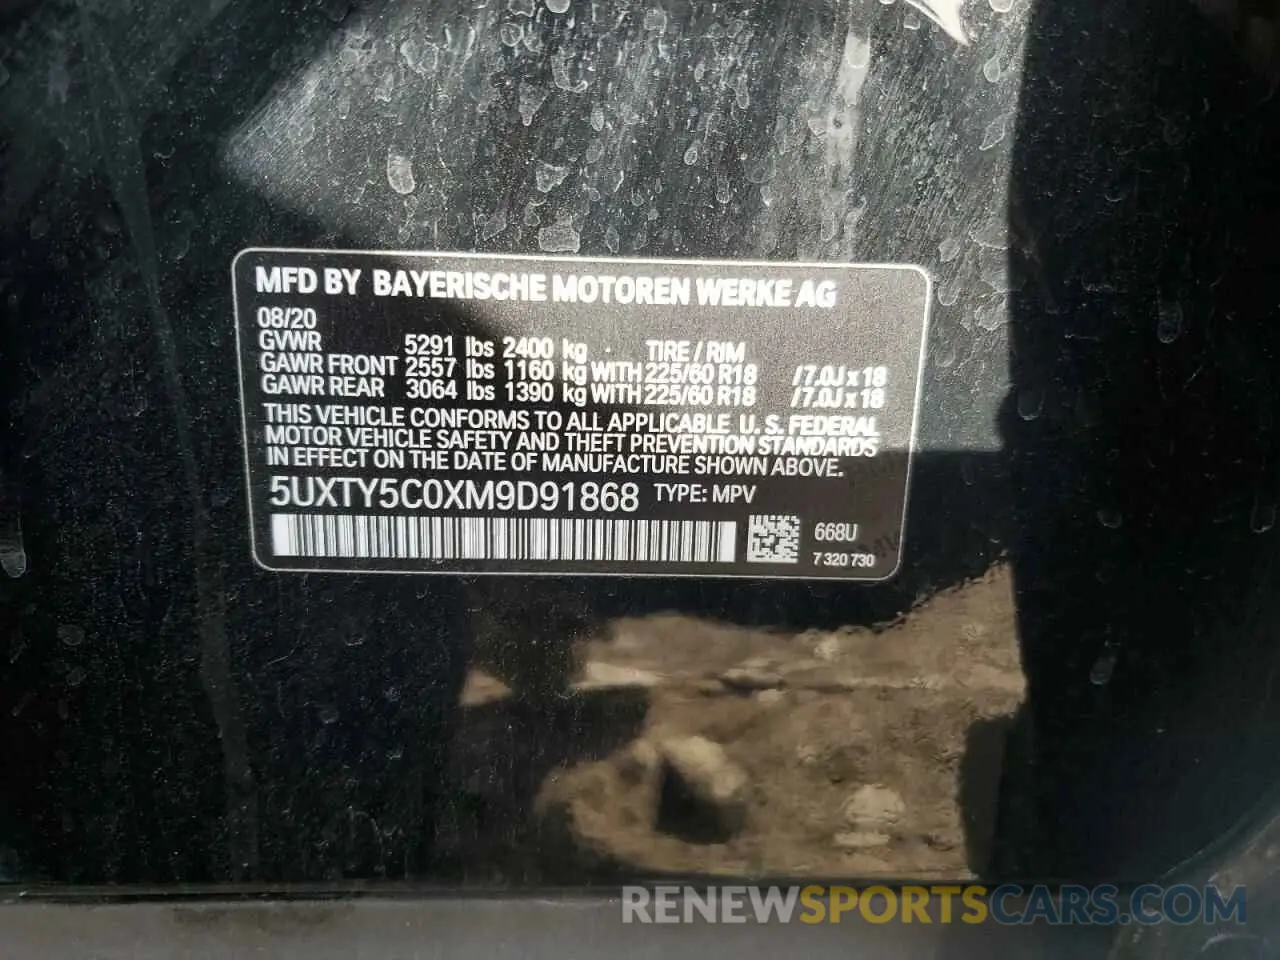 MFD BY BAYERISCHE MOTOREN WERKE AG
08/20
GVWR 5291 lbs 2400 kg TIRE / RIM
GAWR FRONT 2557 lbs 1160 kg WITH 225/60 R18 /7.0J x 18
GAWR REAR 3064 lbs 1390 kg WITH 225/60 R18 /7.0J x 18
THIS VEHICLE CONFORMS TO ALL APPLICABLE U.S. FEDERAL
MOTOR VEHICLE SAFETY AND THEFT PREVENTION STANDARDS
IN EFFECT ON THE DATE OF MANUFACTURE SHOWN ABOVE.
5UXTY5C0XM9D91868 TYPE: MPV
668U
7 320 730
RENEWSPORTSCARS.COM